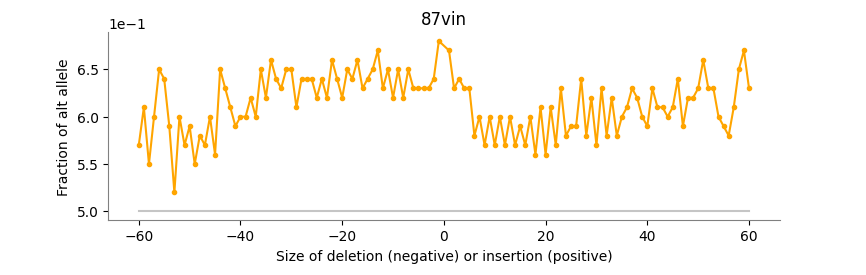 87vin
1e−1
6.5
6.0
5.5
5.0
Fraction of alt allele
−60 −40 −20 0 20 40 60
Size of deletion (negative) or insertion (positive)